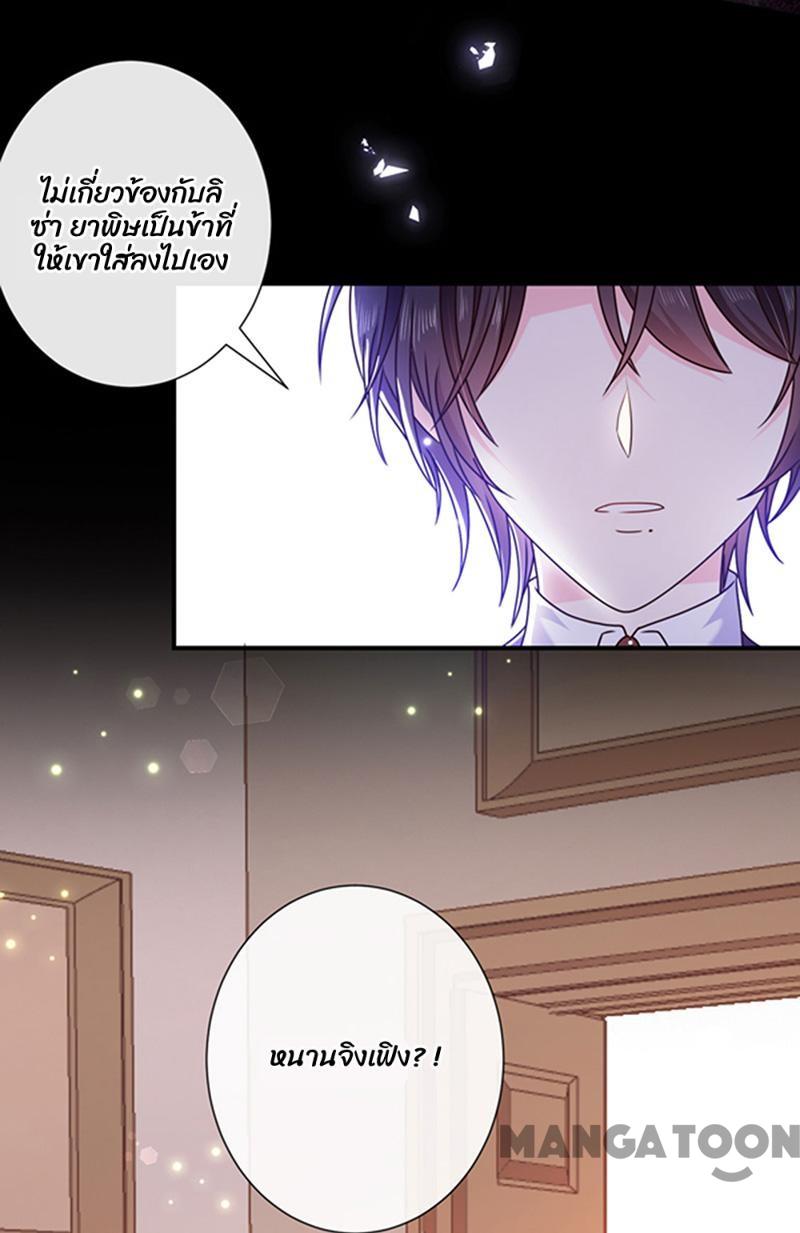 ไม่เกี่ยวข้องกับลิ
ซ่า ยาพิษเป็นข้าที่
ให้เขาใส่ลงไปเอง
หนานจิงเฟิง?!
MANGATOON